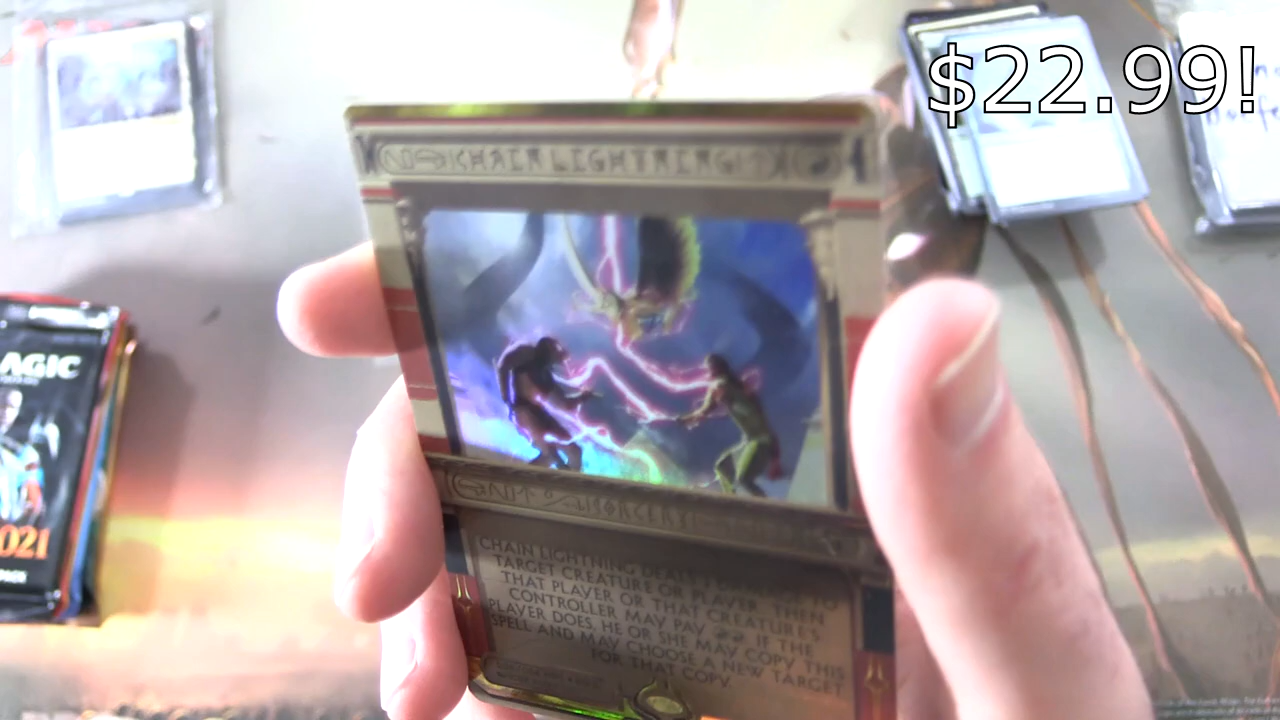 $22.99!
CHAIN LIGHTNING
SORCERY
CHAIN LIGHTNING DEALS 3 DAMAGE TO
TARGET CREATURE OR PLAYER. THEN
THAT PLAYER OR THAT CREATURE'S
CONTROLLER MAY PAY IF THE
PLAYER DOES, HE OR SHE MAY COPY THIS
SPELL AND MAY CHOOSE A NEW TARGET
FOR THAT COPY.
AGIC
021